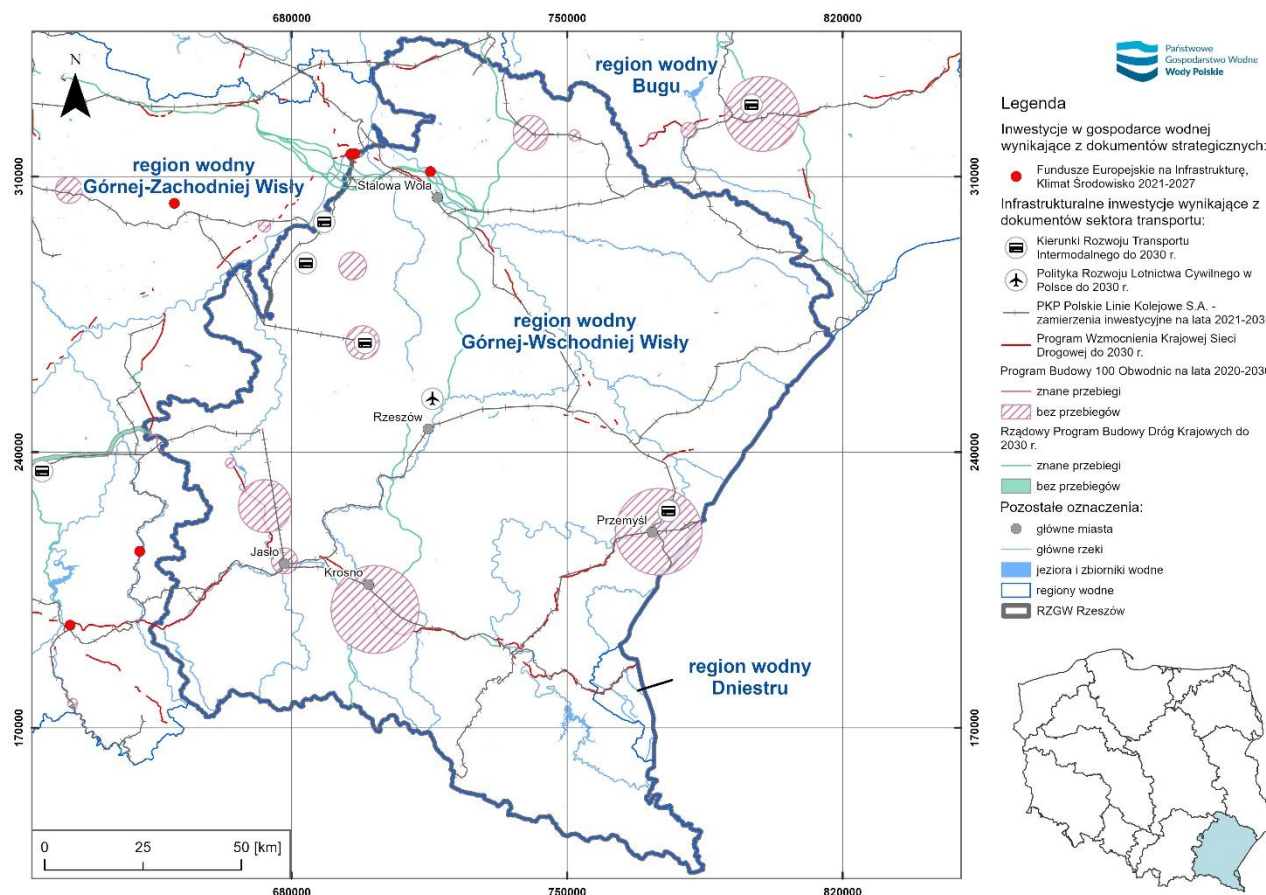 680000
750000
820000
310000
240000
170000
310000
240000
170000
680000
750000
820000
N
region wodny
Bugu
region wodny
Górnej-Zachodniej Wisły
Stalowa Wola
region wodny
Górnej-Wschodniej Wisły
Rzeszów
Przemyśl
Jasło
Krosno
region wodny
Dniestru
0
25
50 [km]
Państwowe
Gospodarstwo Wodne
Wody Polskie
Legenda
Inwestycje w gospodarce wodnej
wynikające z dokumentów strategicznych:
Fundusze Europejskie na Infrastrukturę,
Klimat Środowisko 2021-2027
Infrastrukturalne inwestycje wynikające z
dokumentów sektora transportu:
Kierunki Rozwoju Transportu
Intermodalnego do 2030 r.
Polityka Rozwoju Lotnictwa Cywilnego w
Polsce do 2030 r.
PKP Polskie Linie Kolejowe S.A. -
zamierzenia inwestycyjne na lata 2021-203
Program Wzmocnienia Krajowej Sieci
Drogowej do 2030 r.
Program Budowy 100 Obwodnic na lata 2020-2030
znane przebiegi
bez przebiegów
Rządowy Program Budowy Dróg Krajowych do
2030 r.
znane przebiegi
bez przebiegów
Pozostałe oznaczenia:
główne miasta
główne rzeki
jeziora i zbiorniki wodne
regiony wodne
RZGW Rzeszów